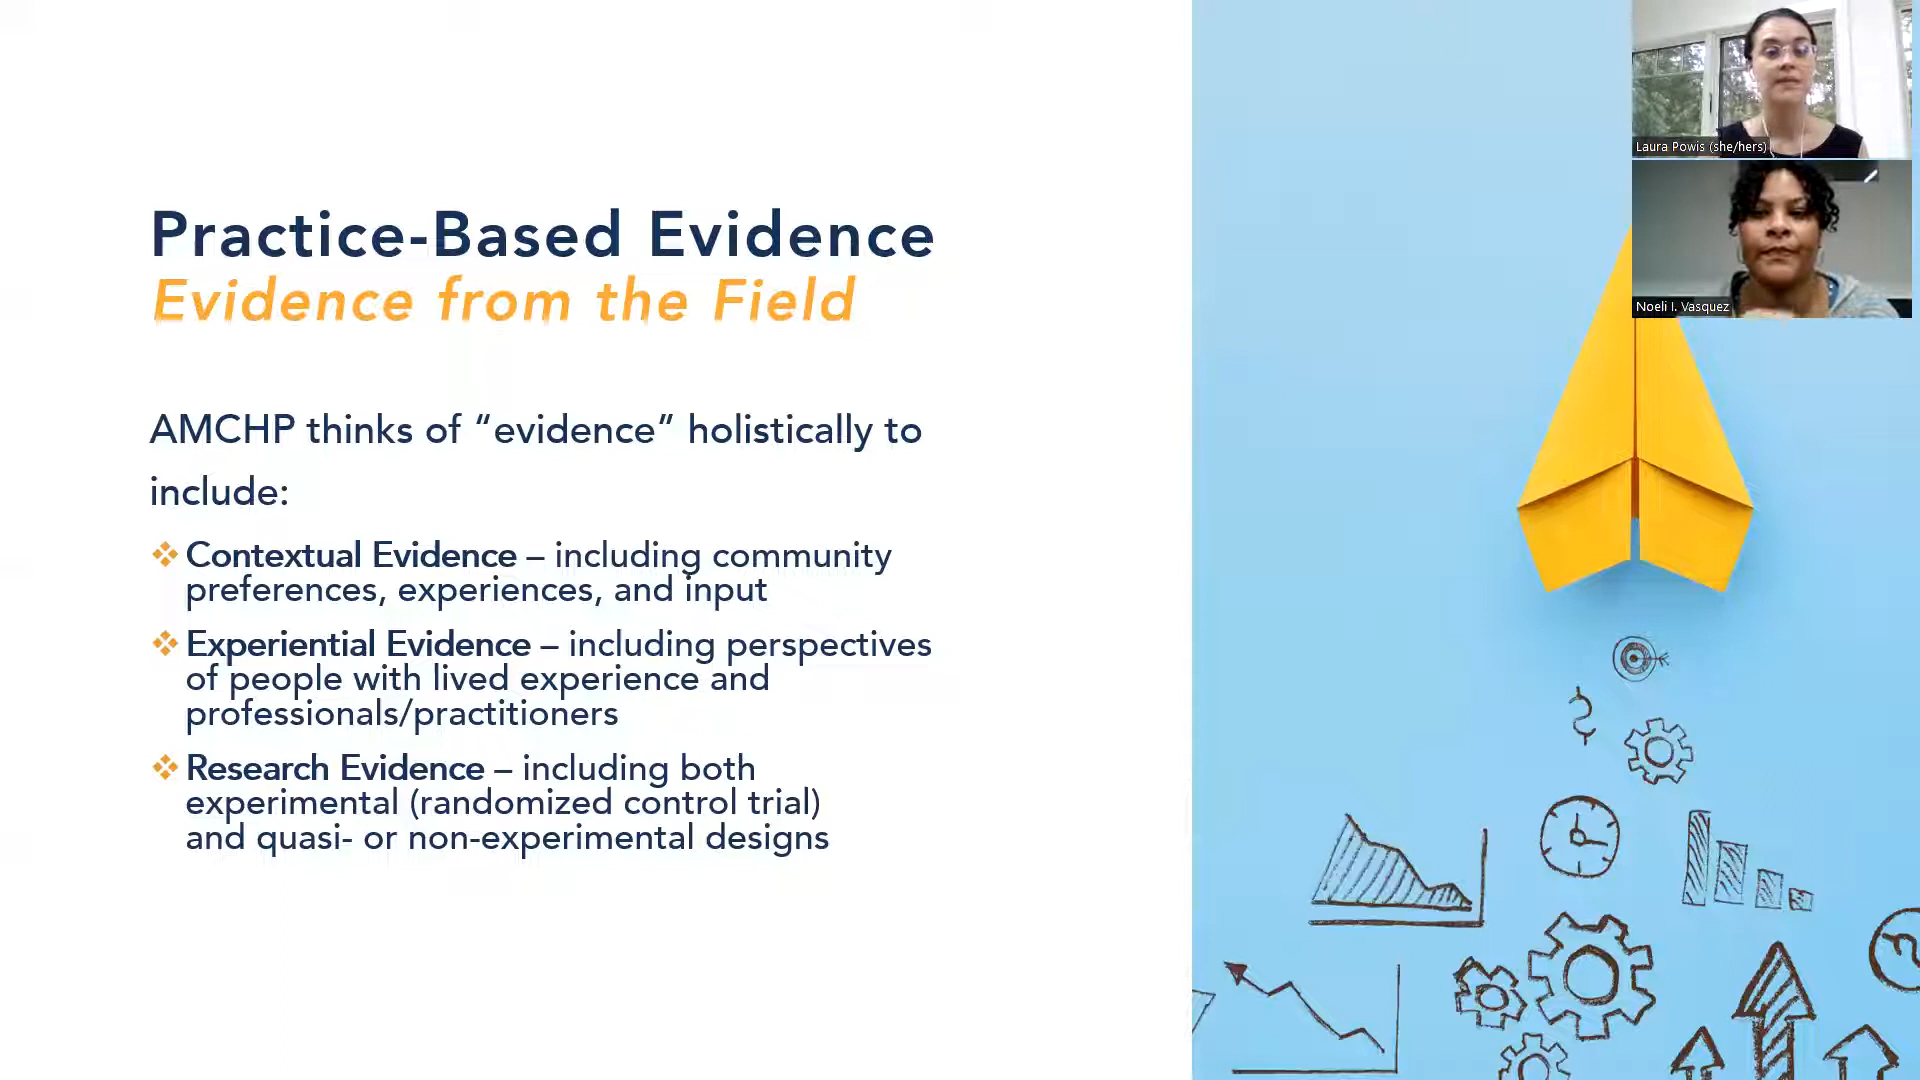 Practice-Based Evidence
Evidence from the Field
AMCHP thinks of “evidence” holistically to
include:
❖ Contextual Evidence – including community
preferences, experiences, and input
❖ Experiential Evidence – including perspectives
of people with lived experience and
professionals/practitioners
❖ Research Evidence – including both
experimental (randomized control trial)
and quasi- or non-experimental designs
Laura Powis (she/hers)
Noeli I. Vasquez